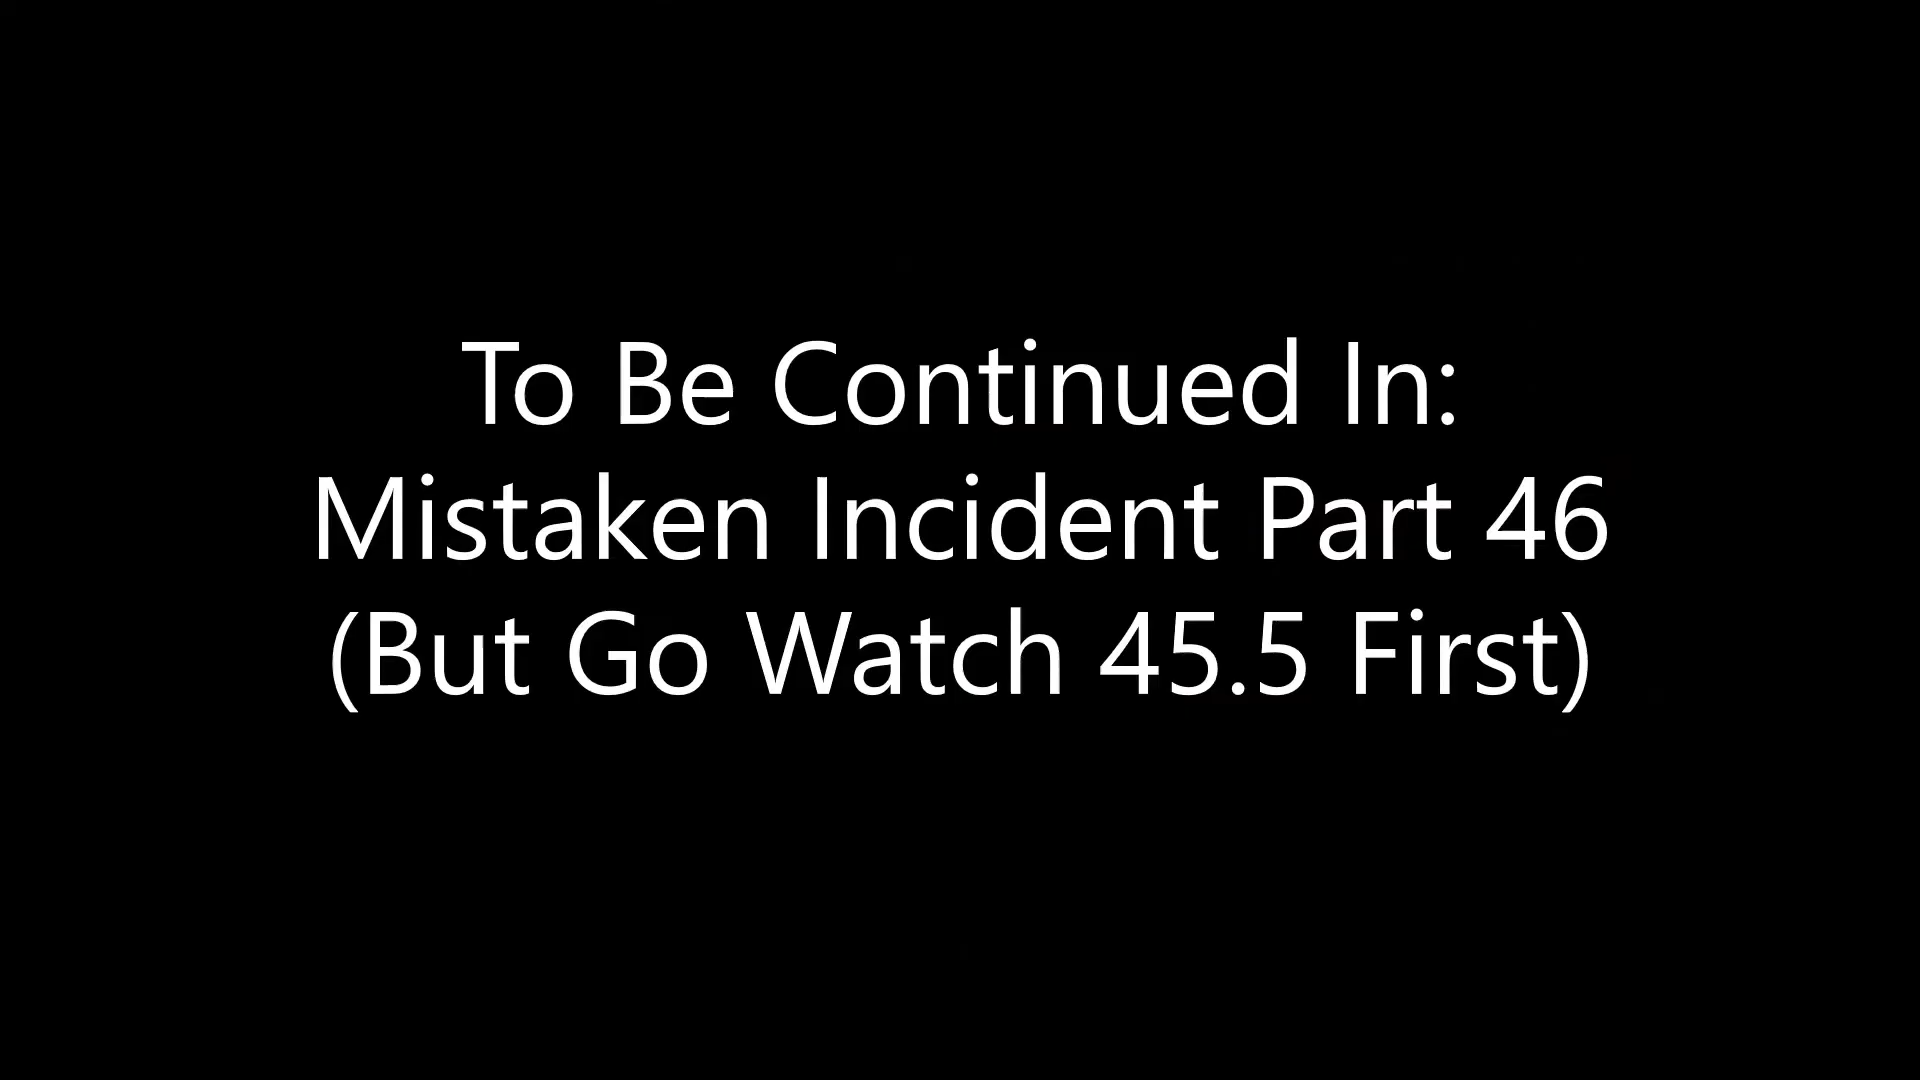 To Be Continued In:
Mistaken Incident Part 46
(But Go Watch 45.5 First)